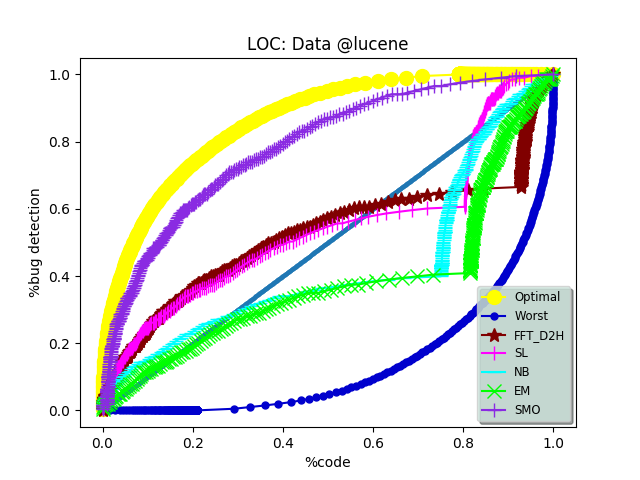 LOC: Data @lucene
%bug detection
1.0
0.8
0.6
0.4
0.2
0.0
0.0 0.2 0.4 0.6 0.8 1.0
%code
Optimal
Worst
FFT_D2H
SL
NB
EM
SMO